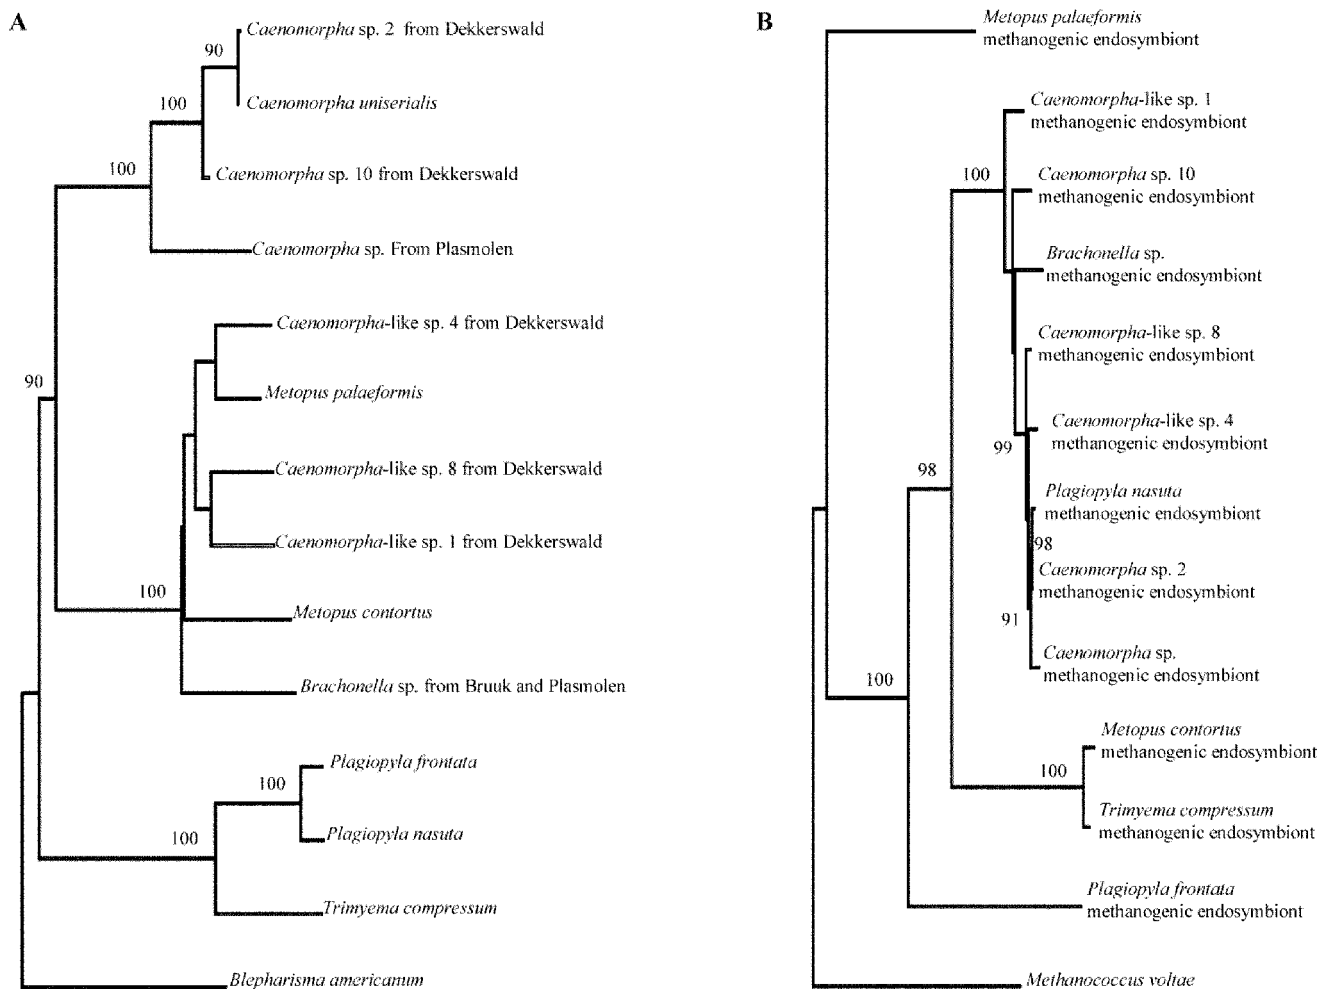 A
Caenomorpha sp. 2 from Dekkerswald
90
Caenomorpha uniserialis
100
Caenomorpha sp. 10 from Dekkerswald
100
Caenomorpha sp. From Plasmolen
Caenomorpha-like sp. 4 from Dekkerswald
90
Metopus palaeformis
Caenomorpha-like sp. 8 from Dekkerswald
Caenomorpha-like sp. 1 from Dekkerswald
100
Metopus contortus
Brachonella sp. from Bruuk and Plasmolen
Plagiopyla frontata
100
Plagiopyla nasuta
100
Trimyema compressum
Blepharisma americanum
B
Metopus palaeformis
methanogenic endosymbiont
Caenomorpha-like sp. 1
methanogenic endosymbiont
100
Caenomorpha sp. 10
methanogenic endosymbiont
Brachonella sp.
methanogenic endosymbiont
Caenomorpha-like sp. 8
methanogenic endosymbiont
Caenomorpha-like sp. 4
methanogenic endosymbiont
99
98
Plagiopyla nasuta
methanogenic endosymbiont
98
Caenomorpha sp. 2
methanogenic endosymbiont
91
Caenomorpha sp.
methanogenic endosymbiont
100
Metopus contortus
methanogenic endosymbiont
100
Trimyema compressum
methanogenic endosymbiont
Plagiopyla frontata
methanogenic endosymbiont
Methanococcus voltae